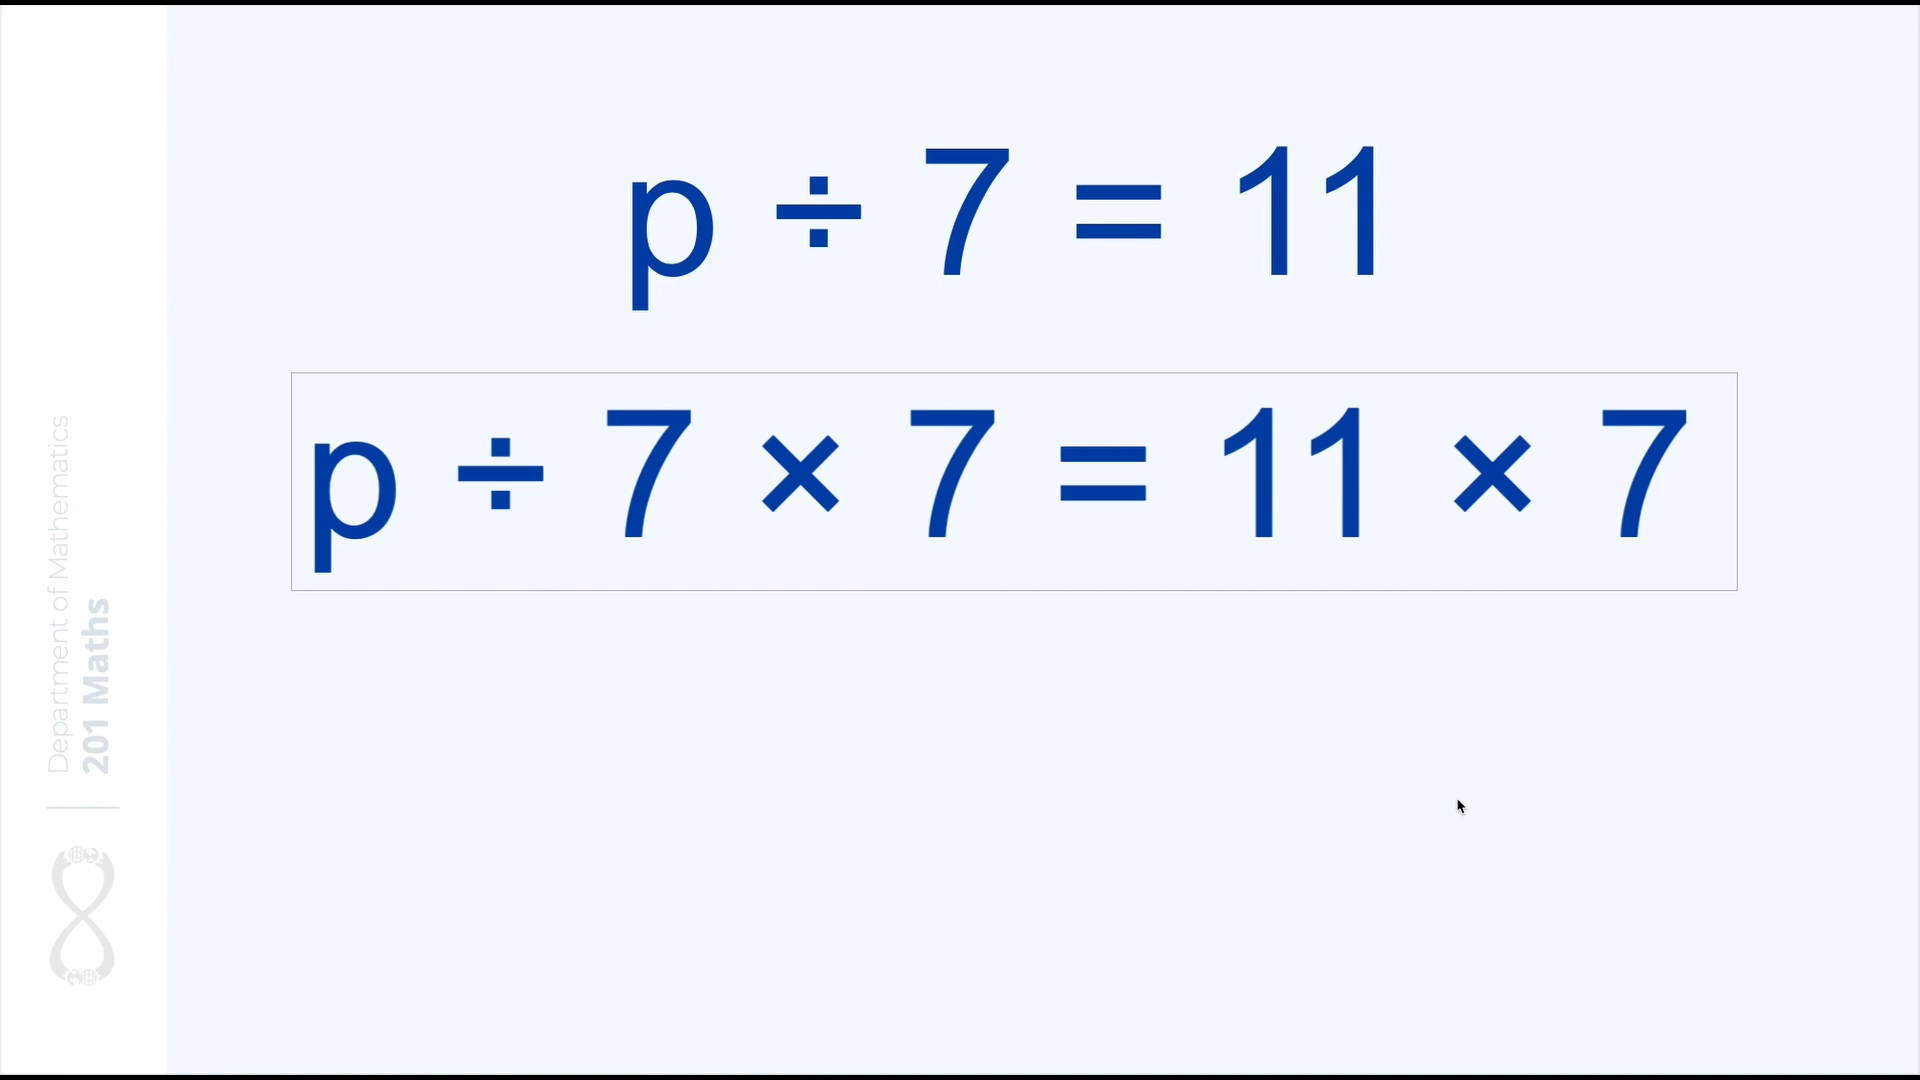 p ÷ 7 = 11
p ÷ 7 × 7 = 11 × 7
Department of Mathematics
201 Maths